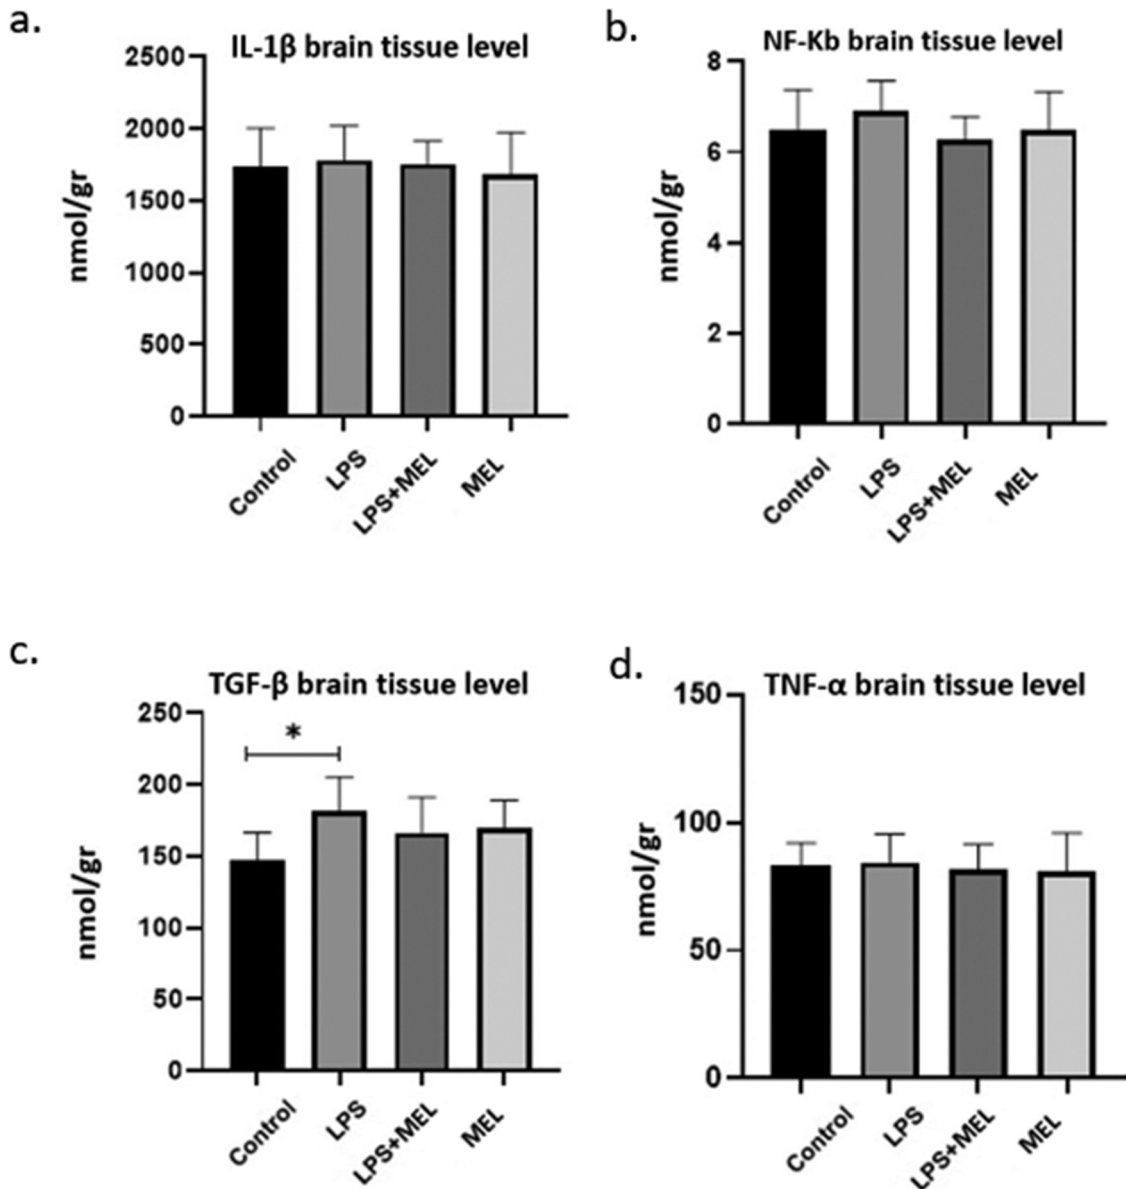 a.
IL-1β brain tissue level
2500
2000
1500
1000
500
0
nmol/gr
Control
LPS
LPS+MEL
MEL
b.
NF-Kb brain tissue level
8
6
4
2
0
nmol/gr
Control
LPS
LPS+MEL
MEL
c.
TGF-β brain tissue level
250
200
150
100
50
0
nmol/gr
*
Control
LPS
LPS+MEL
MEL
d.
TNF-α brain tissue level
150
100
50
0
nmol/gr
Control
LPS
LPS+MEL
MEL